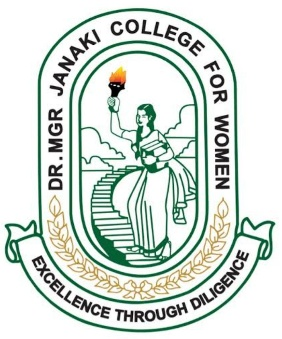 DR.MGR JANAKI COLLEGE FOR WOMEN
EXCELLENCE THROUGH DILIGENCE